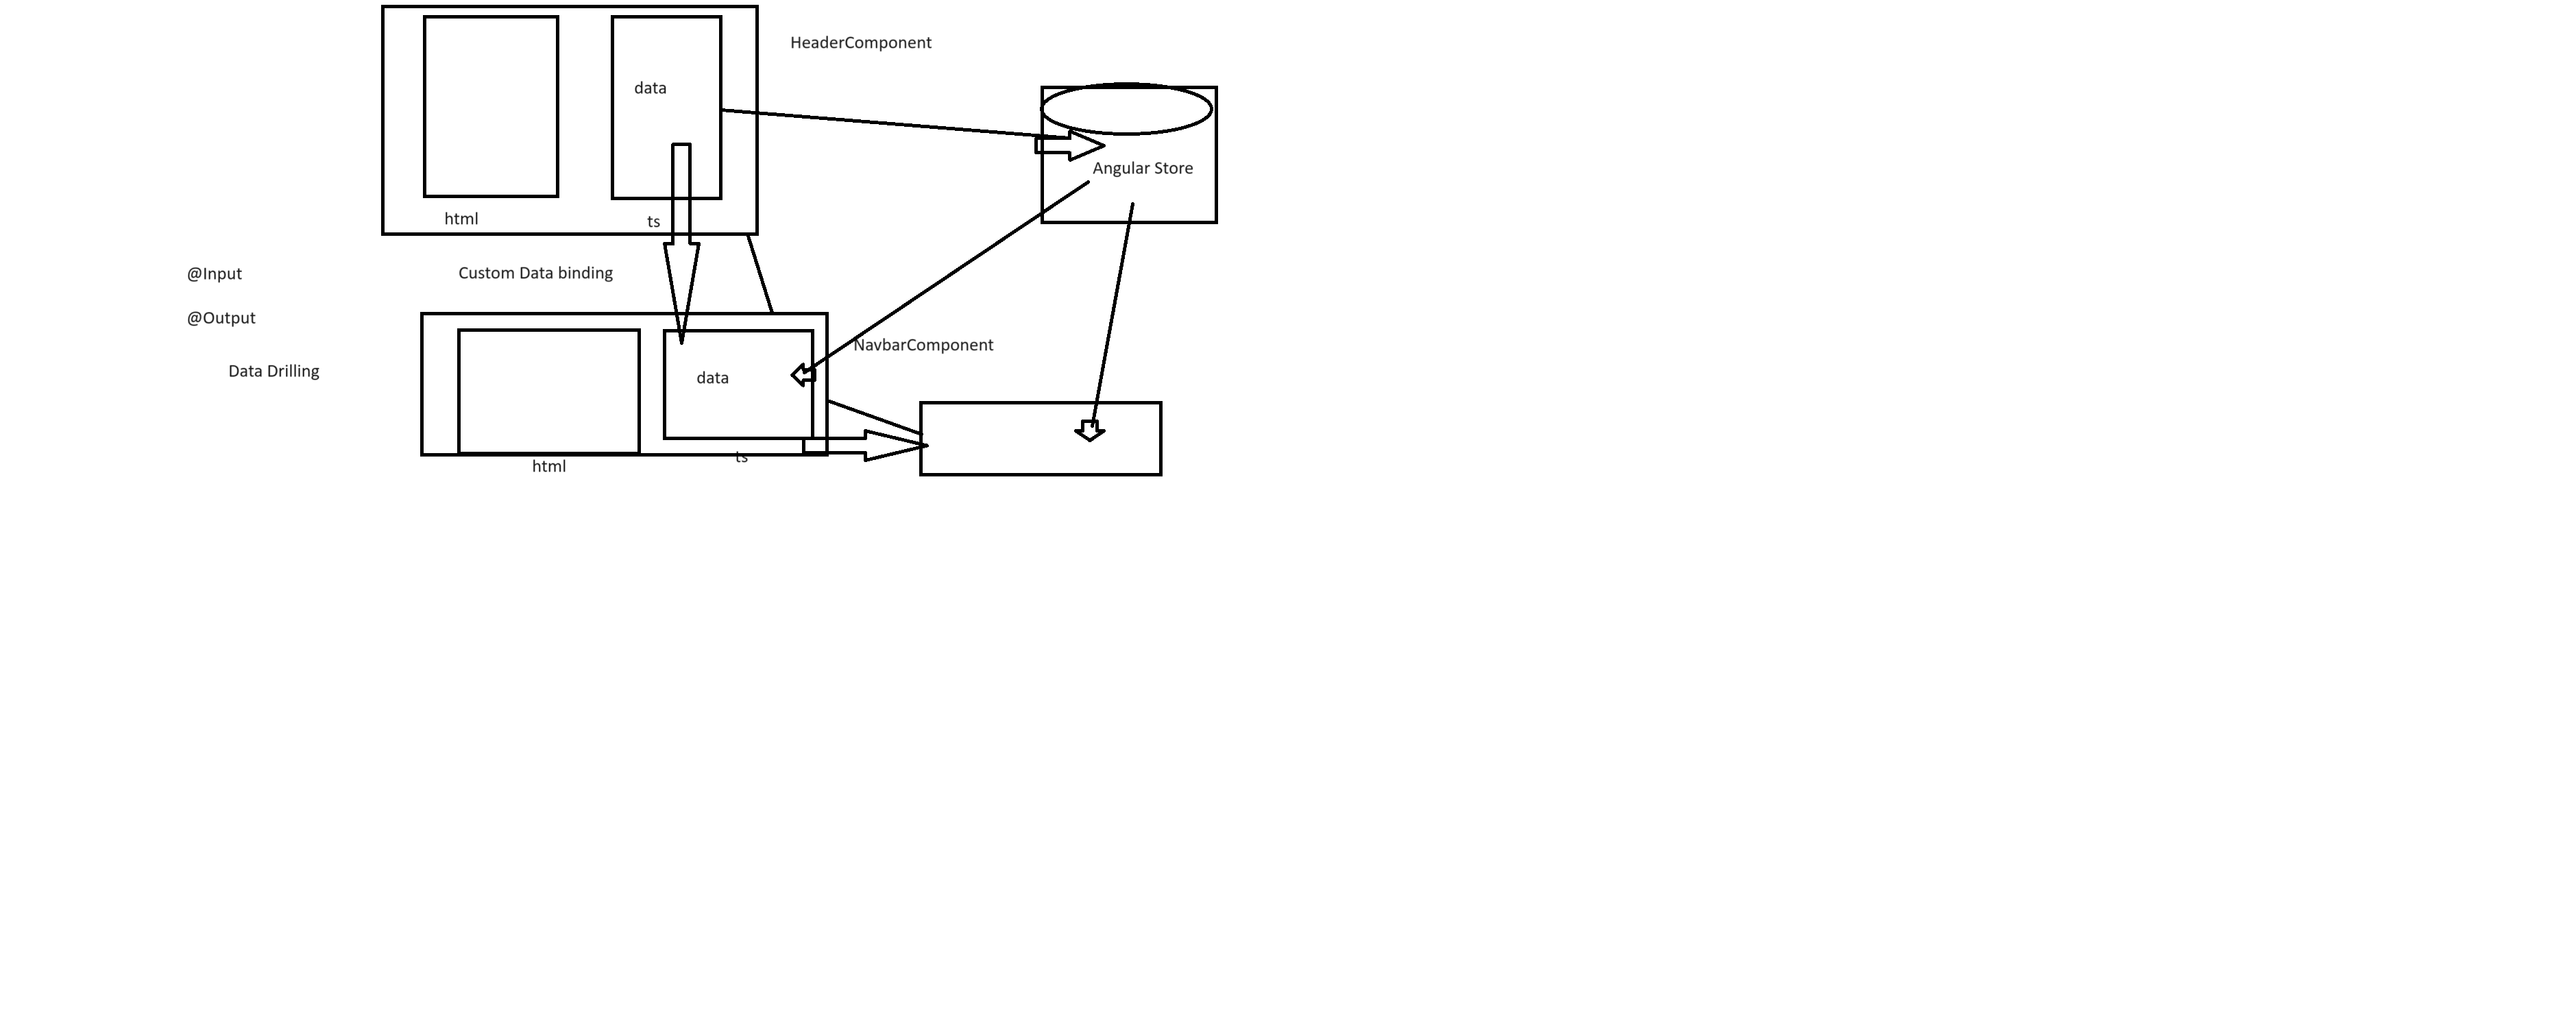 HeaderComponent
data
Angular Store
html
ts
@Input
Custom Data binding
@Output
NavbarComponent
Data Drilling
data
ts
html